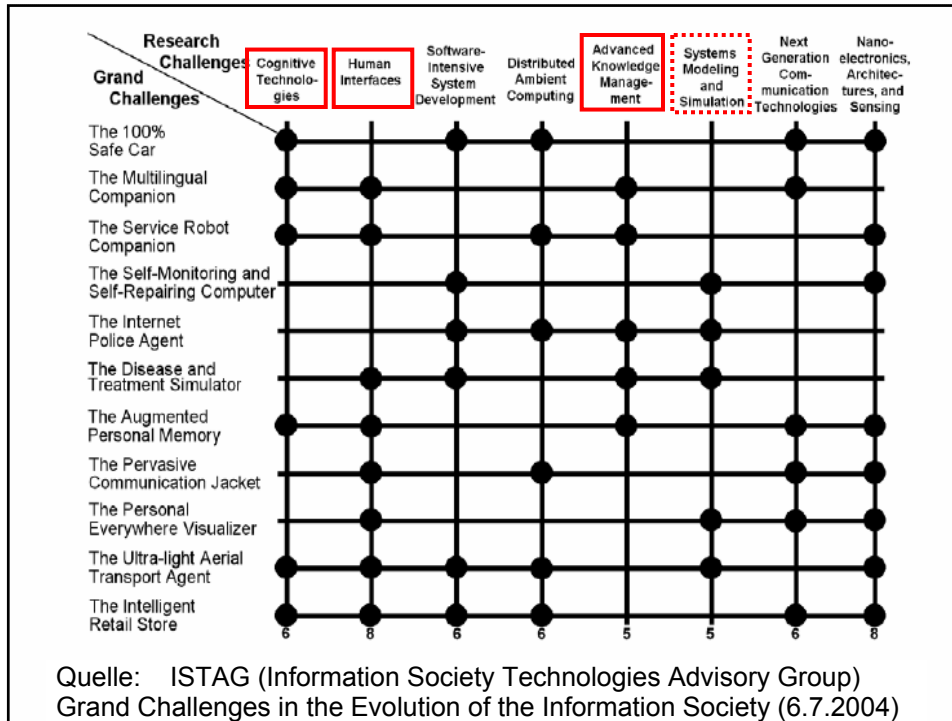 Research
Challenges
Grand
Challenges
Cognitive
Technolo-
gies
Human
Interfaces
Software-
Intensive
System
Development
Distributed
Ambient
Computing
Advanced
Knowledge
Manage-
ment
Systems
Modeling
and
Simulation
Next
Generation
Com-
munication
Technologies
Nano-
electronics,
Architec-
tures, and
Sensing
The 100%
Safe Car
The Multilingual
Companion
The Service Robot
Companion
The Self-Monitoring and
Self-Repairing Computer
The Internet
Police Agent
The Disease and
Treatment Simulator
The Augmented
Personal Memory
The Pervasive
Communication Jacket
The Personal
Everywhere Visualizer
The Ultra-light Aerial
Transport Agent
The Intelligent
Retail Store
6 8 6 6 5 5 6 8
Quelle: ISTAG (Information Society Technologies Advisory Group)
Grand Challenges in the Evolution of the Information Society (6.7.2004)